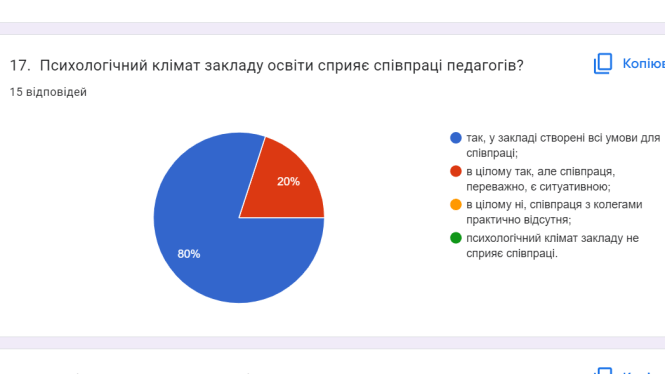 17. Психологічний клімат закладу освіти сприяє співпраці педагогів?
15 відповідей
20%
80%
так, у закладі створені всі умови для
співпраці;
в цілому так, але співпраця,
переважно, є ситуативною;
в цілому ні, співпраця з колегами
практично відсутня;
психологічний клімат закладу не
сприяє співпраці.